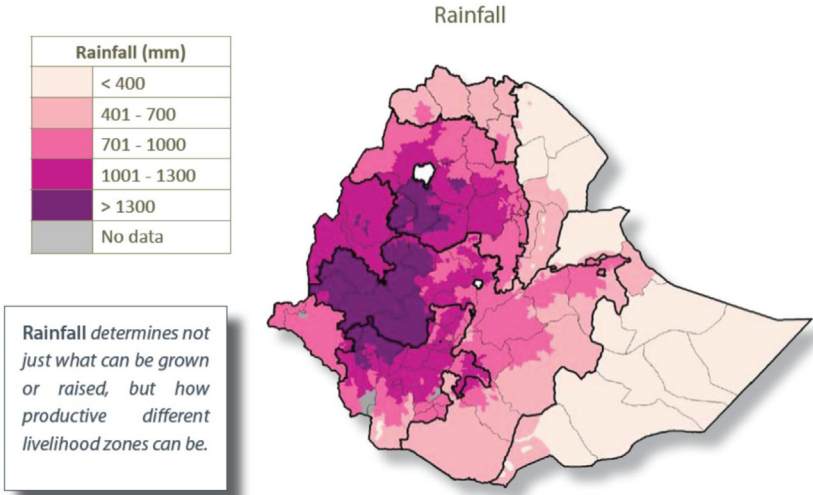 Rainfall
Rainfall (mm)
< 400
401 - 700
701 - 1000
1001 - 1300
> 1300
No data
Rainfall determines not
just what can be grown
or raised, but how
productive different
livelihood zones can be.